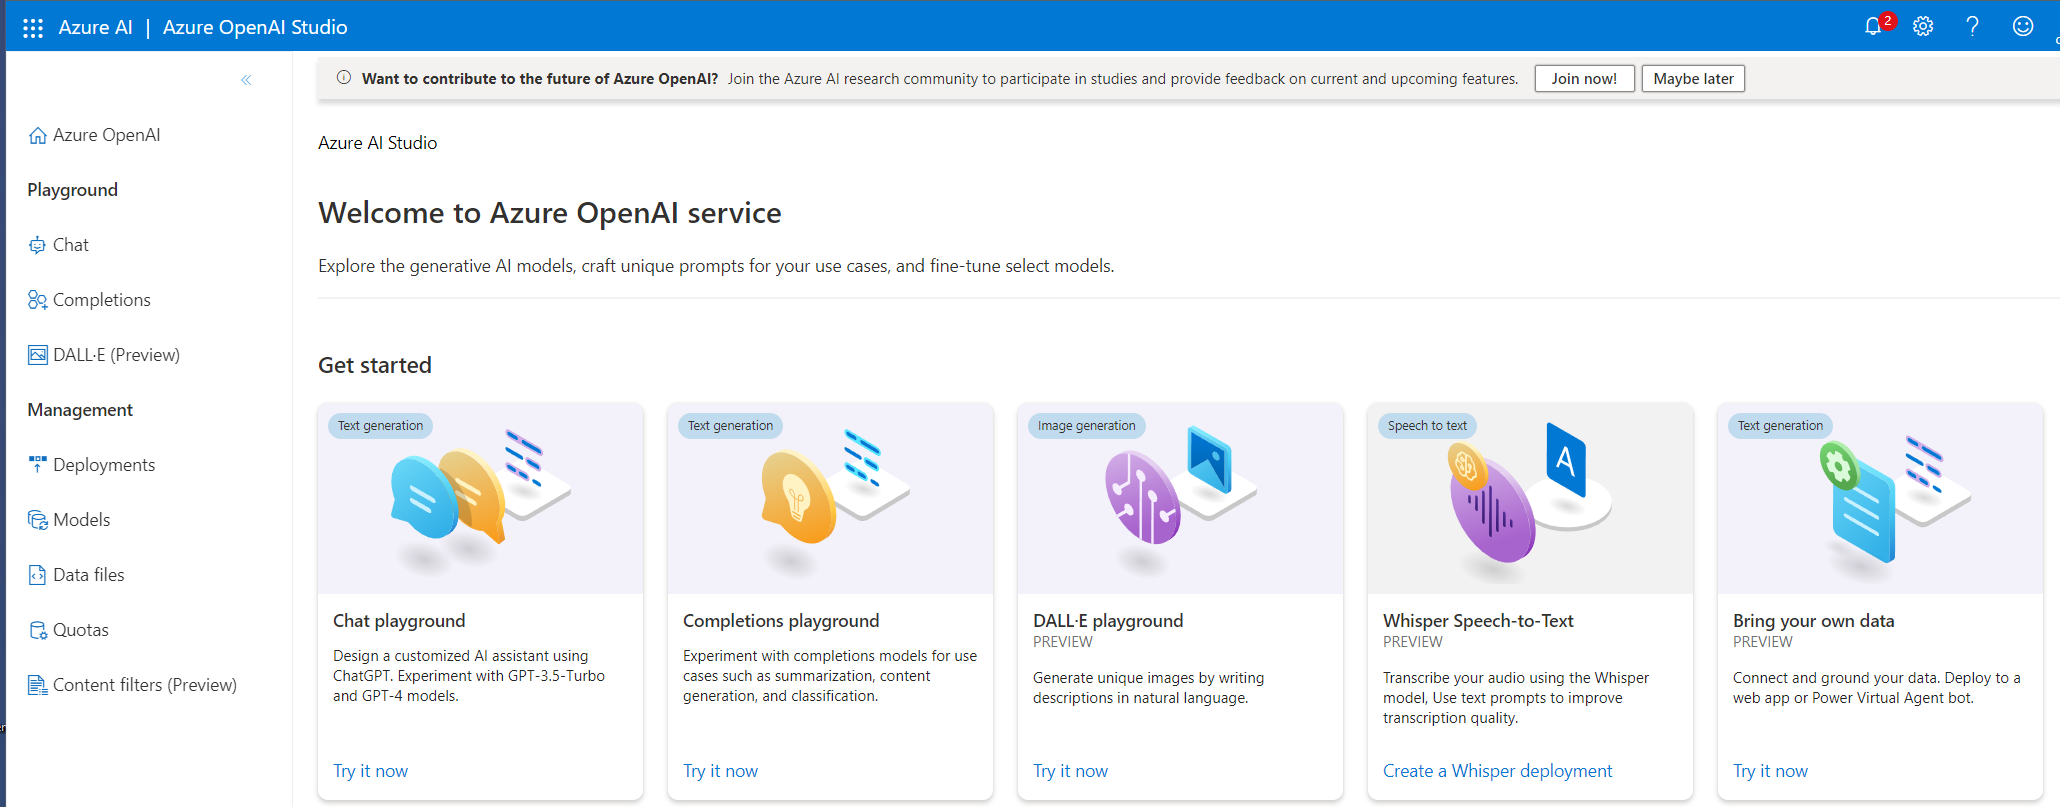 Azure AI | Azure OpenAI Studio
2
Want to contribute to the future of Azure OpenAI? Join the Azure AI research community to participate in studies and provide feedback on current and upcoming features. Join now! Maybe later
Azure OpenAI
Playground
Chat
Completions
DALL·E (Preview)
Management
Deployments
Models
Data files
Quotas
Content filters (Preview)
Azure AI Studio
Welcome to Azure OpenAI service
Explore the generative AI models, craft unique prompts for your use cases, and fine-tune select models.
Get started
Text generation
Chat playground
Design a customized AI assistant using
ChatGPT. Experiment with GPT-3.5-Turbo
and GPT-4 models.
Try it now
Text generation
Completions playground
Experiment with completions models for use
cases such as summarization, content
generation, and classification.
Try it now
Image generation
DALL·E playground
PREVIEW
Generate unique images by writing
descriptions in natural language.
Try it now
Speech to text
A
Whisper Speech-to-Text
PREVIEW
Transcribe your audio using the Whisper
model, Use text prompts to improve
transcription quality.
Create a Whisper deployment
Text generation
Bring your own data
PREVIEW
Connect and ground your data. Deploy to a
web app or Power Virtual Agent bot.
Try it now